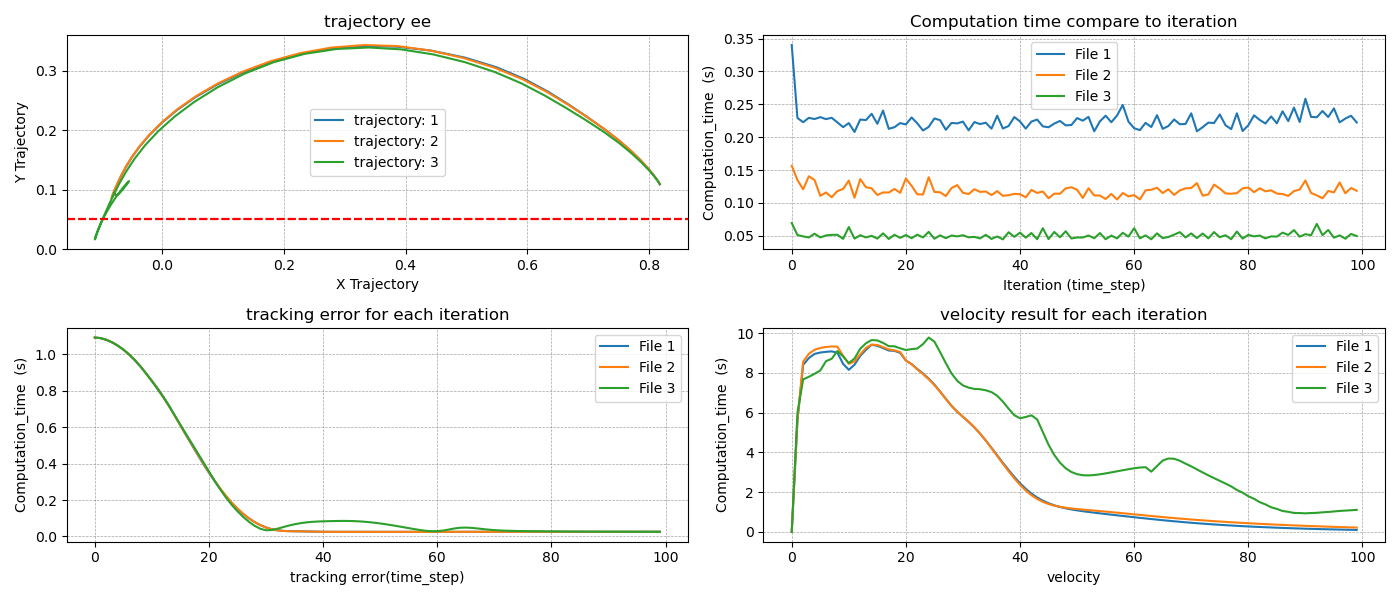 trajectory ee
Y Trajectory
0.3
0.2
0.1
0.0
trajectory: 1
trajectory: 2
trajectory: 3
0.0
0.2
0.4
0.6
0.8
X Trajectory
Computation time compare to iteration
Computation_time  (s)
0.35
0.30
0.25
0.20
0.15
0.10
0.05
File 1
File 2
File 3
0
20
40
60
80
100
Iteration (time_step)
tracking error for each iteration
Computation_time  (s)
1.0
0.8
0.6
0.4
0.2
0.0
File 1
File 2
File 3
0
20
40
60
80
100
tracking error(time_step)
velocity result for each iteration
Computation_time  (s)
10
8
6
4
2
0
File 1
File 2
File 3
0
20
40
60
80
100
velocity